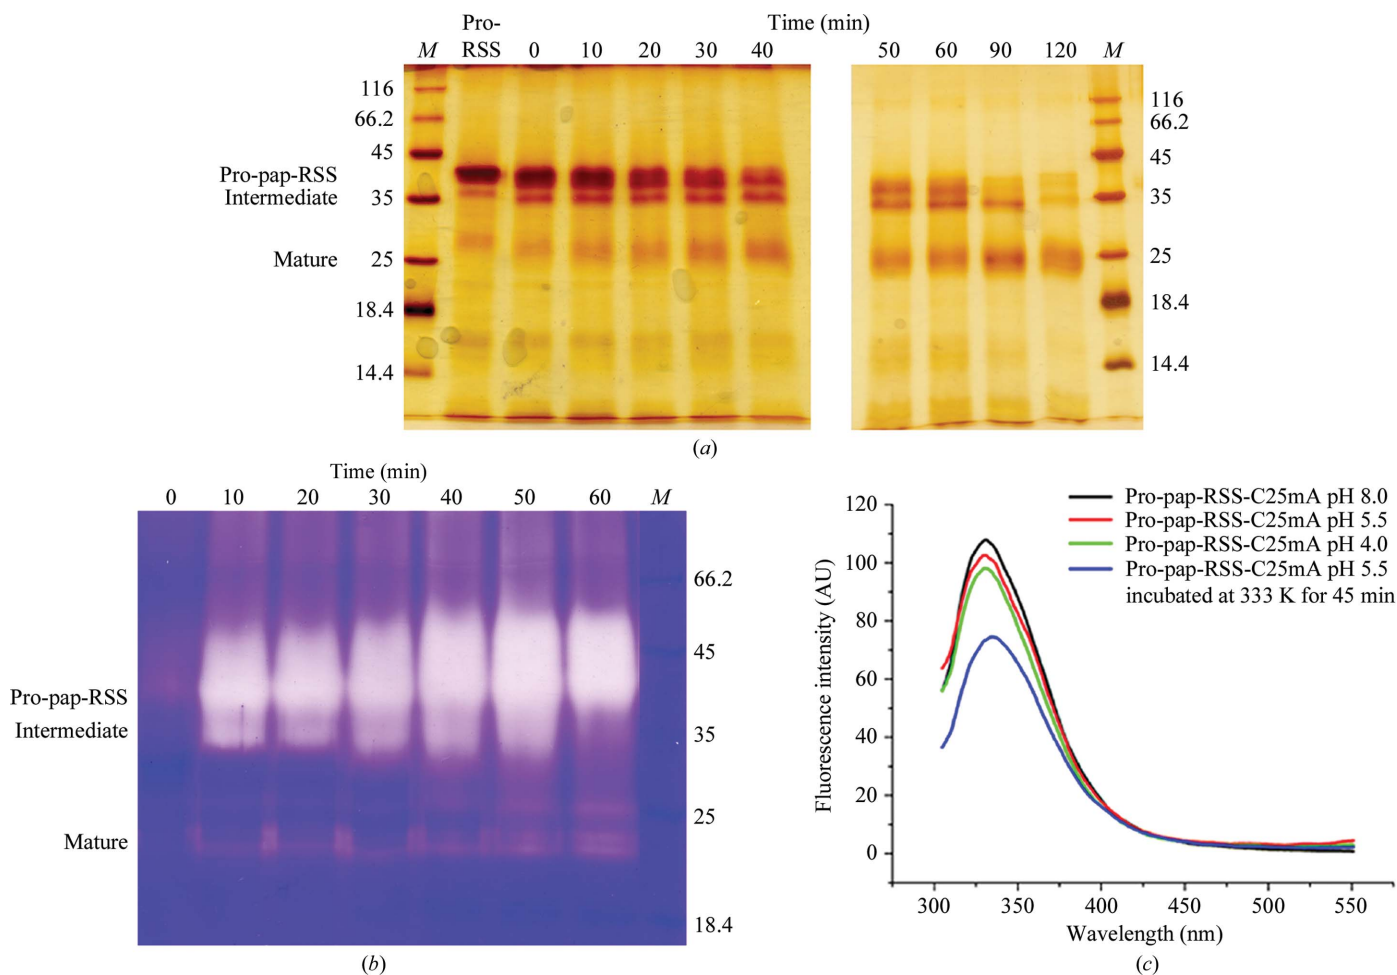 Pro-
RSS
Time (min)
M 0 10 20 30 40 50 60 90 120 M
116
66.2
45
35
25
18.4
14.4
Pro-pap-RSS
Intermediate
Mature
116
66.2
45
35
25
18.4
14.4
(a)
Time (min)
0 10 20 30 40 50 60 M
Pro-pap-RSS
Intermediate
Mature
66.2
45
35
25
18.4
(b)
Pro-pap-RSS-C25mA pH 8.0
Pro-pap-RSS-C25mA pH 5.5
Pro-pap-RSS-C25mA pH 4.0
Pro-pap-RSS-C25mA pH 5.5
incubated at 333 K for 45 min
Fluorescence intensity (AU)
120
100
80
60
40
20
0
300 350 400 450 500 550
Wavelength (nm)
(c)